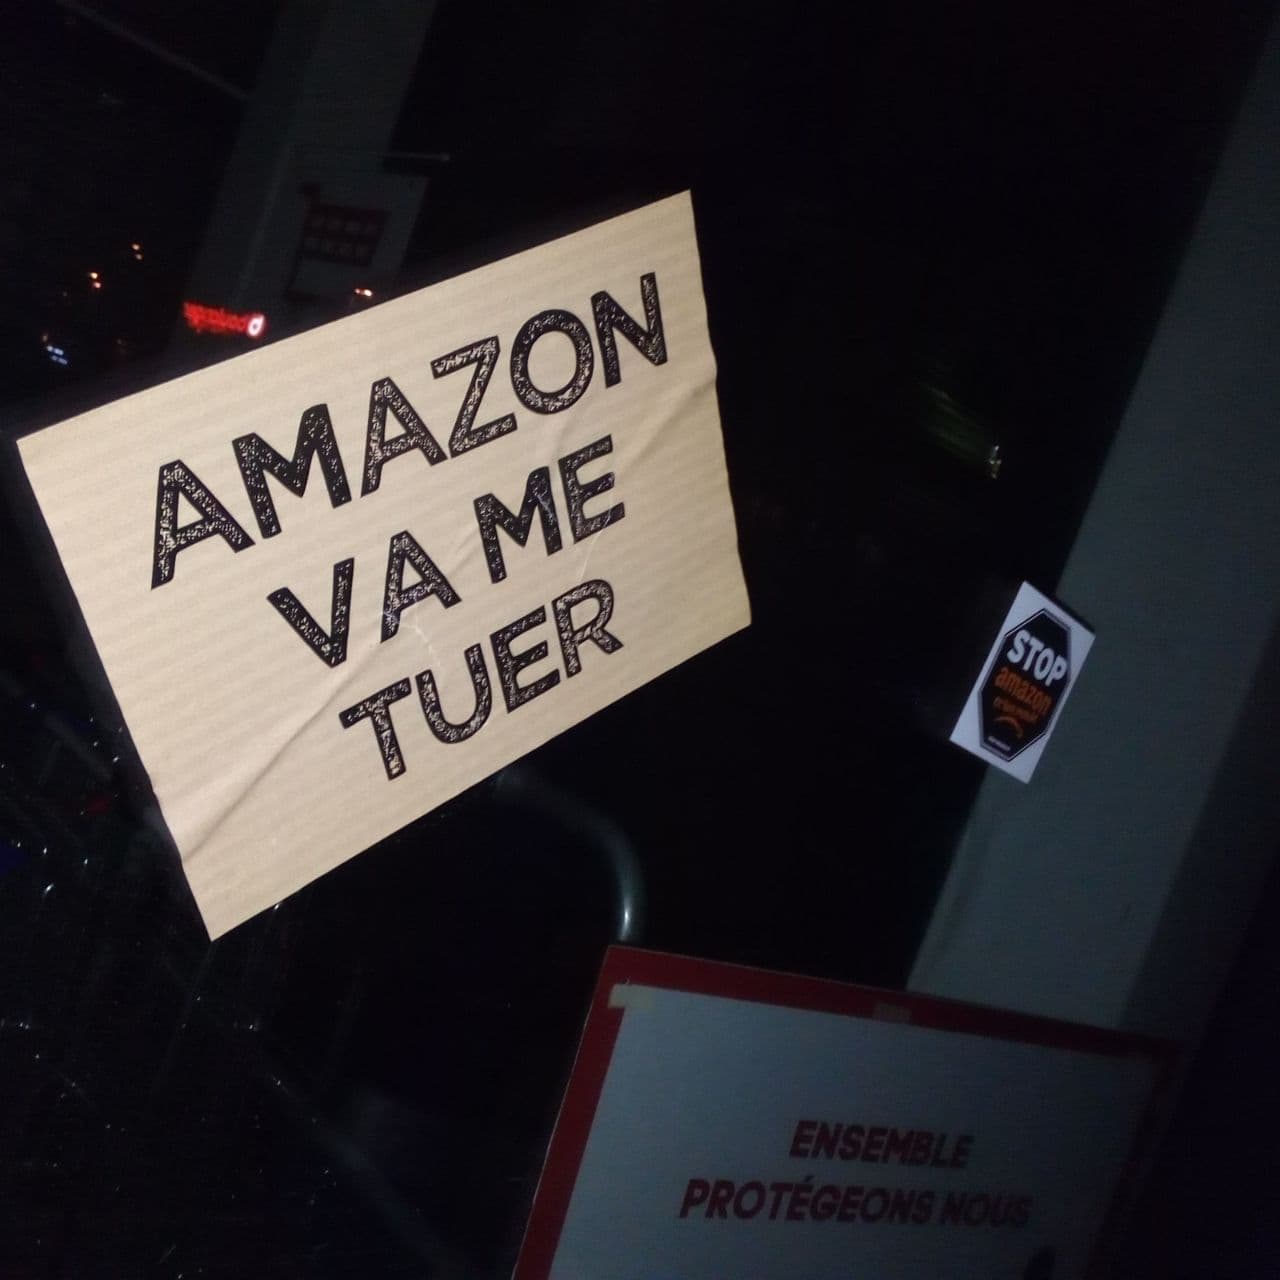 AMAZON
VA ME
TUER
STOP
amazon
ENSEMBLE
PROTÉGEONS NOUS